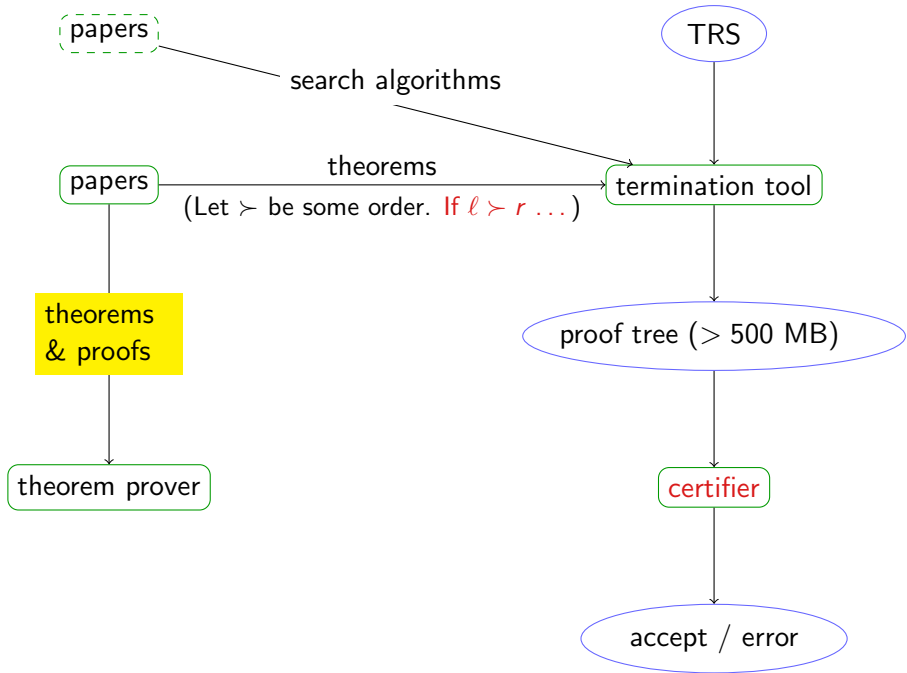 papers
TRS
search algorithms
papers
theorems
(Let ≻ be some order. If ℓ ≻ r …)
termination tool
theorems
& proofs
proof tree (> 500 MB)
theorem prover
certifier
accept / error